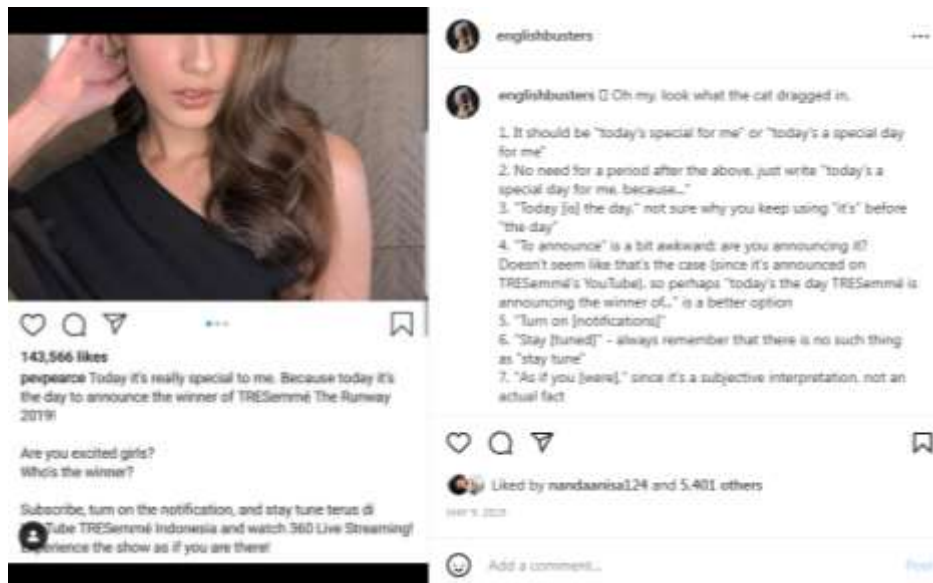 143,566 likes
pevpearce Today it's really special to me. Because today it's
the day to announce the winner of TRESemmé The Runway
2019!
Are you excited girls?
Who's the winner?
Subscribe, turn on the notification, and stay tune terus di
Tube TRESemmé Indonesia and watch 360 Live Streaming!
the show as if you are there!
englishbusters
englishbusters Oh my, look what the cat dragged in.
1. It should be "today's special for me" or "today's a special day
for me"
2. No need for a period after the above, just write "today's a
special day for me, because..."
3. "Today [is] the day," not sure why you keep using "it's" before
"the day"
4. "To announce" is a bit awkward; are you announcing it?
Doesn't seem like that's the case (since it's announced on
TRESemmé's YouTube), so perhaps "today's the day TRESemmé is
announcing the winner of..." is a better option
5. "Turn on [notifications]"
6. "Stay [tuned]" – always remember that there is no such thing
as "stay tune"
7. "As if you [were]," since it's a subjective interpretation, not an
actual fact
Liked by nandaanisa124 and 5,401 others
MAY 9,
Add a comment...
Post